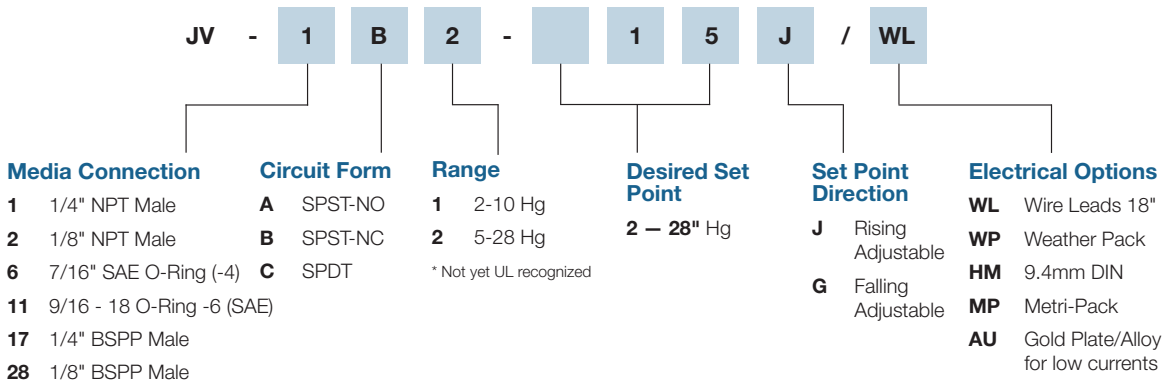 JV - 1 B 2 - 1 5 J / WL
Media Connection
1 1/4" NPT Male
2 1/8" NPT Male
6 7/16" SAE O-Ring (-4)
11 9/16 - 18 O-Ring -6 (SAE)
17 1/4" BSPP Male
28 1/8" BSPP Male
Circuit Form
A SPST-NO
B SPST-NC
C SPDT
Range
1 2-10 Hg
2 5-28 Hg
* Not yet UL recognized
Desired Set
Point
2 — 28" Hg
Set Point
Direction
J Rising
Adjustable
G Falling
Adjustable
Electrical Options
WL Wire Leads 18"
WP Weather Pack
HM 9.4mm DIN
MP Metri-Pack
AU Gold Plate/Alloy
for low currents